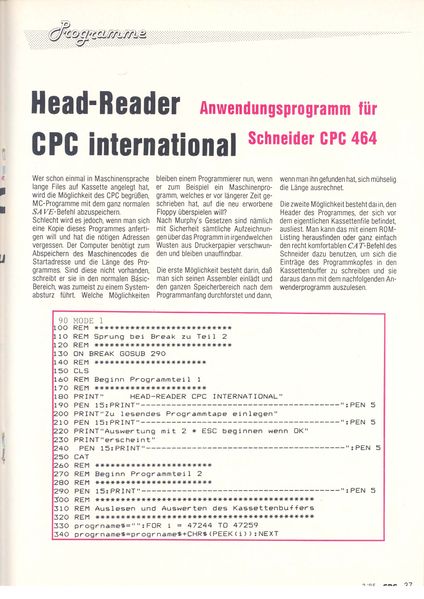 Programme
Head-Reader
CPC international
Anwendungsprogramm für
Schneider CPC 464
Wer schon einmal in Maschinensprache
lange Files auf Kassette angelegt hat,
wird die Möglichkeit des CPC begrüßen,
MC-Programme mit dem ganz normalen
SAVE-Befehl abzuspeichern.
Schlecht wird es jedoch, wenn man sich
eine Kopie dieses Programms anferti-
gen will und hat die nötigen Adressen
vergessen. Der Computer benötigt zum
Abspeichern des Maschinencodes die
Startadresse und die Länge des Pro-
grammes. Sind diese nicht vorhanden,
schreibt er sie in den normalen Basic-
Bereich, was zumeist zu einem System-
absturz führt. Welche Möglichkeiten
bleiben einem Programmierer nun, wenn
er zum Beispiel ein Maschinenpro-
gramm, welches er vor längerer Zeit ge-
schrieben hat, auf die neu erworbene
Floppy überspielen will?
Nach Murphy's Gesetzen sind nämlich
mit Sicherheit sämtliche Aufzeichnun-
gen über das Programm in irgendwelchen
Wusten aus Druckerpapier verschwun-
den und bleiben unauffindbar.
Die erste Möglichkeit besteht darin, daß
man sich seinen Assembler einlädt und
den ganzen Speicherbereich nach dem
Programmanfang durchforstet und dann,
wenn man ihn gefunden hat, sich mühselig
die Länge ausrechnet.
Die zweite Möglichkeit besteht da in, den
Header des Programmes, der sich vor
dem eigentlichen Kassettenfile befindet,
ausliest. Man kann das mit einem ROM-
Listing herausfinden oder ganz einfach
den recht komfortablen CAT-Befehl des
Schneider dazu benutzen, um sich die
Einträge des Programmkopfes in den
Kassettenbuffer zu schreiben und sie
daraus dann mit dem nachfolgenden An-
wenderprogramm auszulesen.
90 MODE 1
100 REM *****************************
110 REM Sprung bei Break zu Teil 2
120 REM *****************************
130 ON BREAK GOSUB 290
140 REM ************************
150 CLS
160 REM Beginn Programmteil 1
170 REM ************************
180 PRINT" HEADER-READER CPC INTERNATIONAL"
190 PEN 15:PRINT"----------------------------------------":PEN 5
200 PRINT"Zu lesendes Programmtape einlegen"
210 PEN 15:PRINT"----------------------------------------":PEN 5
220 PRINT"Auswertung mit 2 * ESC beginnen wenn OK"
230 PRINT"erscheint"
240 PEN 15:PRINT"----------------------------------------":PEN 5
250 CAT
260 REM *************************
270 REM Beginn Programmteil 2
280 REM *************************
290 PEN 15:PRINT"----------------------------------------":PEN 5
300 REM **********************************************
310 REM Auslesen und Auswerten des Kassettenbuffers
320 REM **********************************************
330 progrname$="":FOR i = 47244 TO 47259
340 progrname$=progrname$+CHR$(PEEK(i)):NEXT